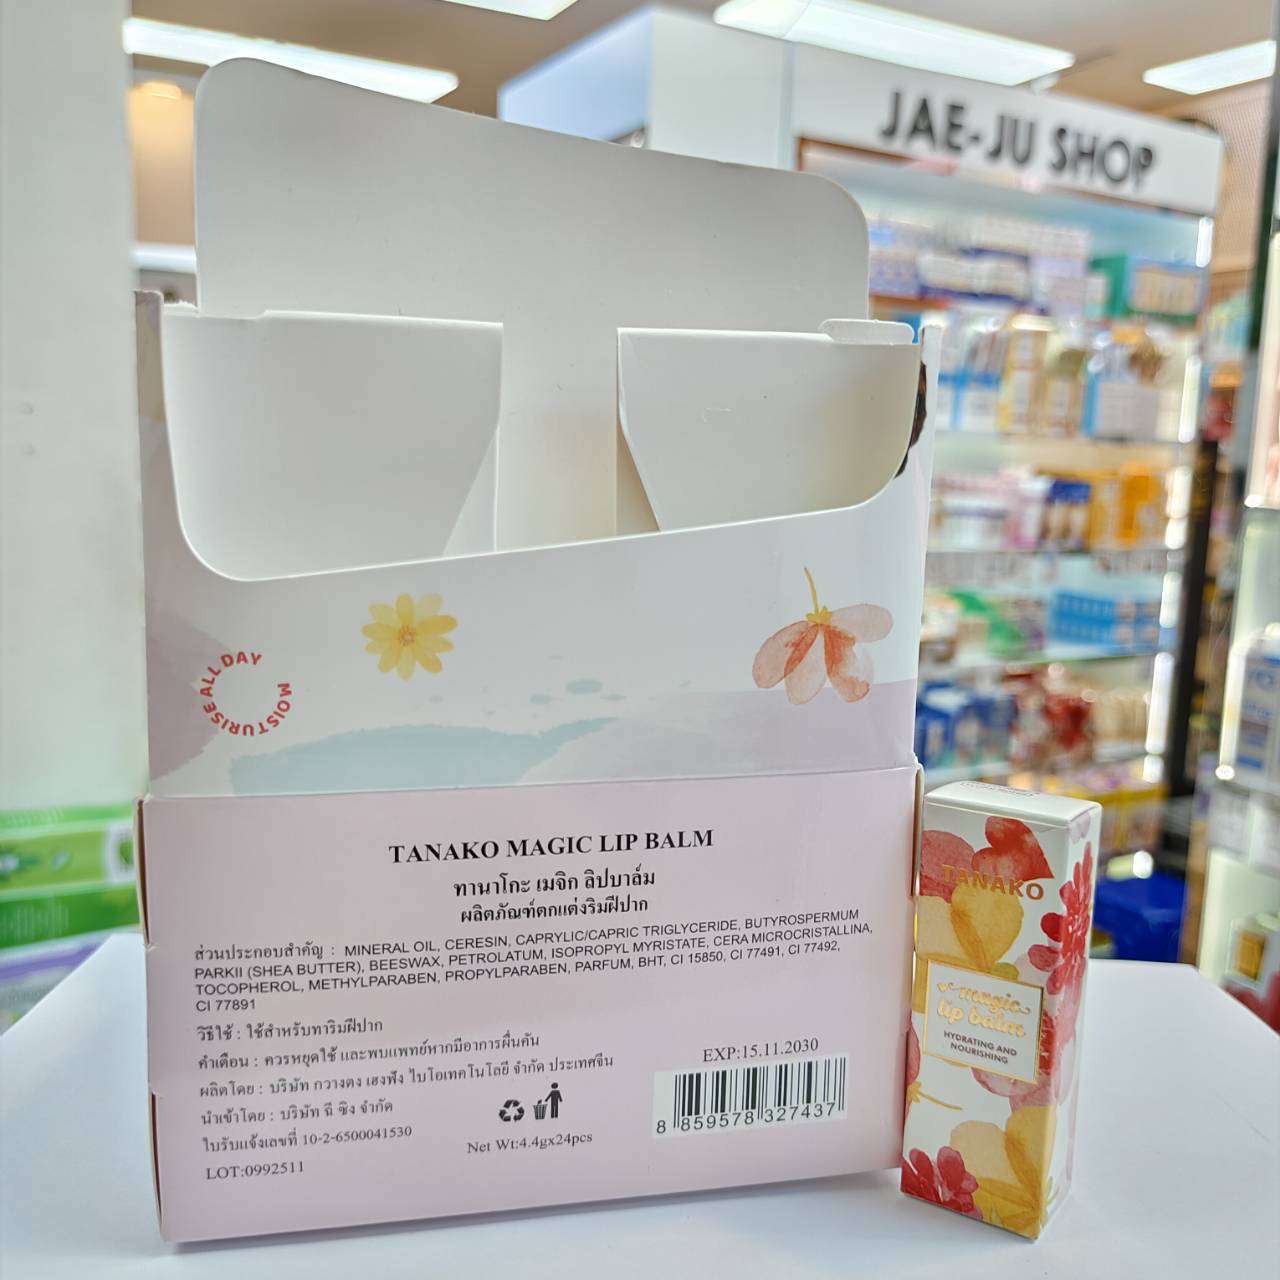 JAE-JU SHOP
MOISTURISE ALL DAY
TANAKO MAGIC LIP BALM
ทานาโกะ เมจิก ลิปบาล์ม
ผลิตภัณฑ์ตกแต่งริมฝีปาก
ส่วนประกอบสำคัญ : MINERAL OIL, CERESIN, CAPRYLIC/CAPRIC TRIGLYCERIDE, BUTYROSPERMUM
PARKII (SHEA BUTTER), BEESWAX, PETROLATUM, ISOPROPYL MYRISTATE, CERA MICROCRISTALLINA,
TOCOPHEROL, METHYLPARABEN, PROPYLPARABEN, PARFUM, BHT, CI 15850, CI 77491, CI 77492,
CI 77891
วิธีใช้ : ใช้สำหรับทาริมฝีปาก
คำเตือน : ควรหยุดใช้ และพบแพทย์หากมีอาการผื่นคัน
ผลิตโดย : บริษัท กวางตง เฮงฟัง ไบโอเทคโนโลยี จำกัด ประเทศจีน
นำเข้าโดย : บริษัท ถี ซิง จำกัด
ใบรับแจ้งเลขที่ 10-2-6500041530
LOT:0992511
Net Wt:4.4gx24pcs
EXP:15.11.2030
8 859578 327437
TANAKO
magic
lip balm
HYDRATING AND
NOURISHING